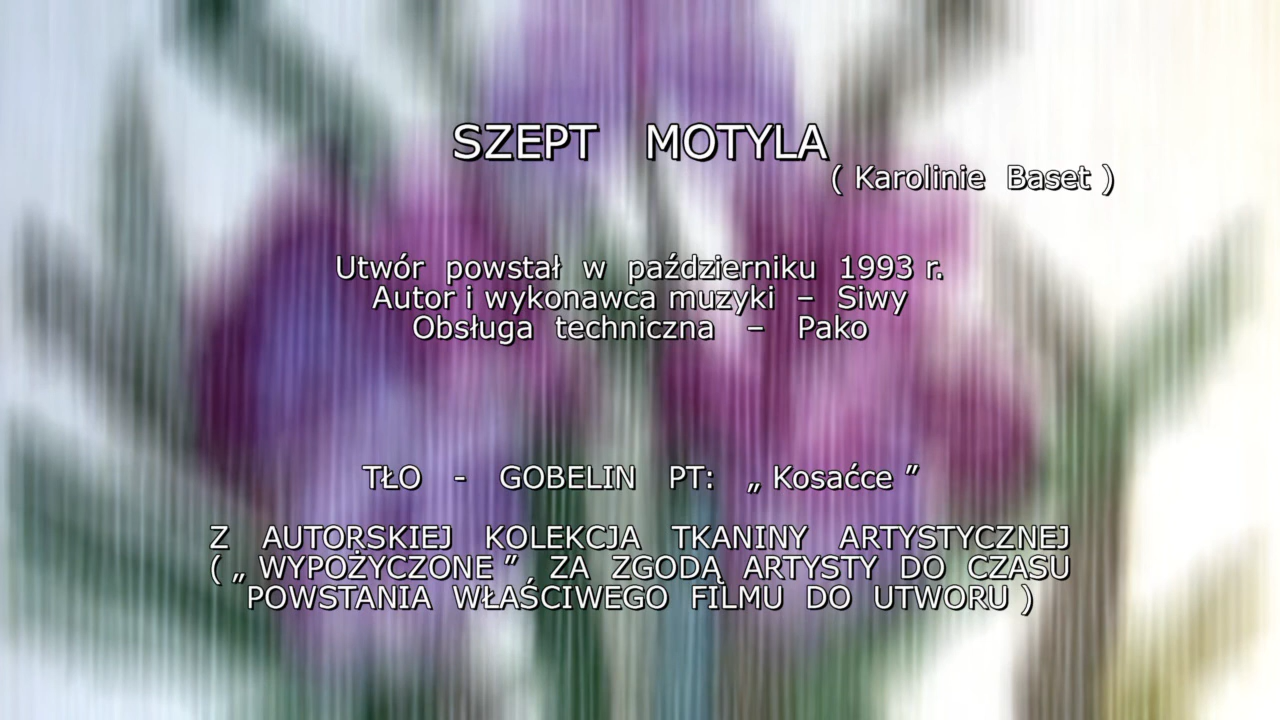 SZEPT MOTYLA
( Karolinie Baset )
Utwór powstał w październiku 1993 r.
Autor i wykonawca muzyki – Siwy
Obsługa techniczna – Pako
TŁO - GOBELIN PT: „ Kosaćce ”
Z AUTORSKIEJ KOLEKCJA TKANINY ARTYSTYCZNEJ
( „ WYPOŻYCZONE ” , ZA ZGODĄ ARTYSTY DO CZASU
POWSTANIA WŁAŚCIWEGO FILMU DO UTWORU )